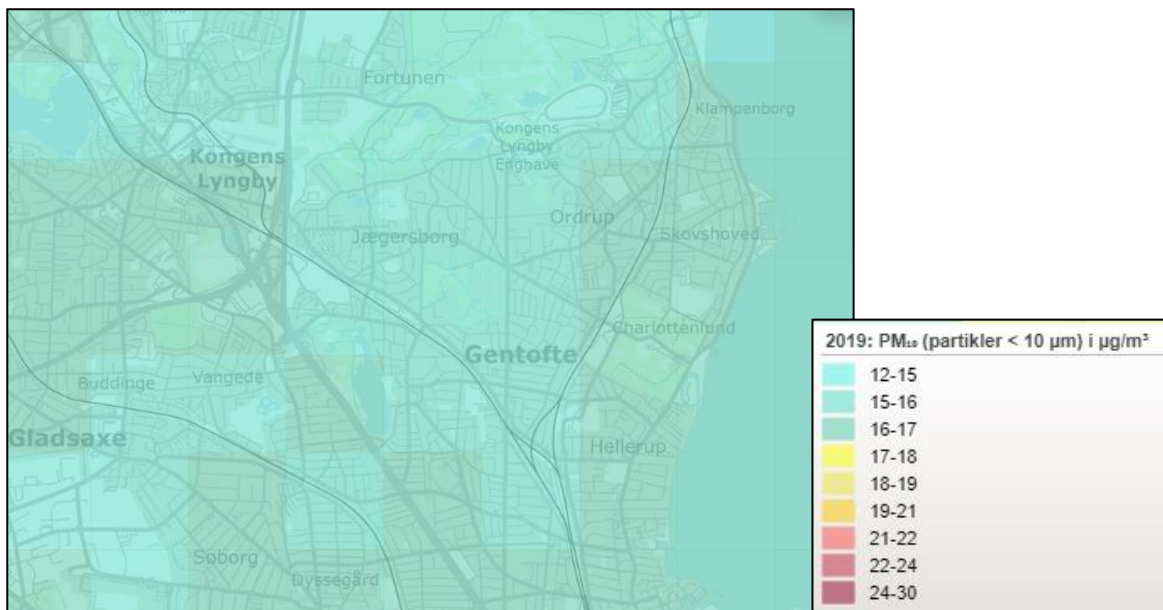 Fortunen
Klampenborg
Kongens
Lyngby
Enghave
Kongens
Lyngby
Ordrup
Skovshoved
Jægersborg
Charlottenlund
Gentofte
Buddinge
Vangede
Gladsaxe
Hellerup
Søborg
Dyssegård
2019: PM₁₀ (partikler < 10 µm) i µg/m³
12-15
15-16
16-17
17-18
18-19
19-21
21-22
22-24
24-30